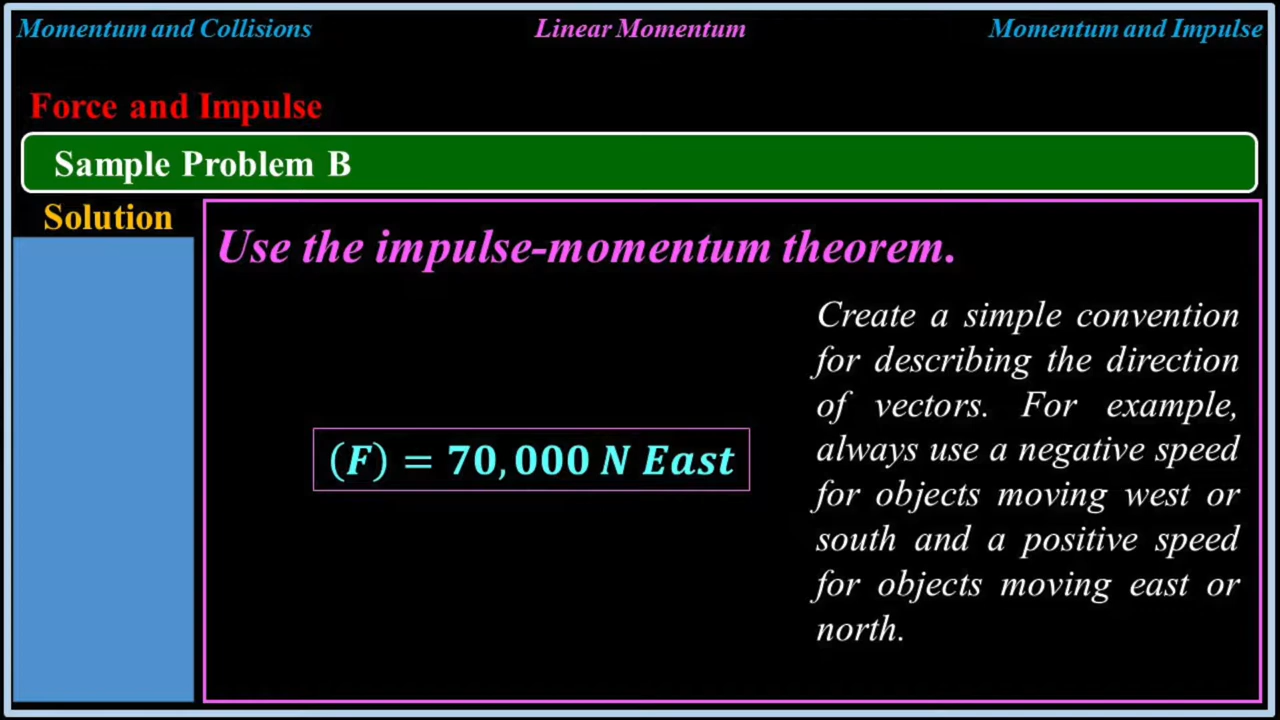 Momentum and Collisions
Linear Momentum
Momentum and Impulse
Force and Impulse
Sample Problem B
Solution
Use the impulse-momentum theorem.
(F) = 70,000 N East
Create a simple convention
for describing the direction
of vectors. For example,
always use a negative speed
for objects moving west or
south and a positive speed
for objects moving east or
north.